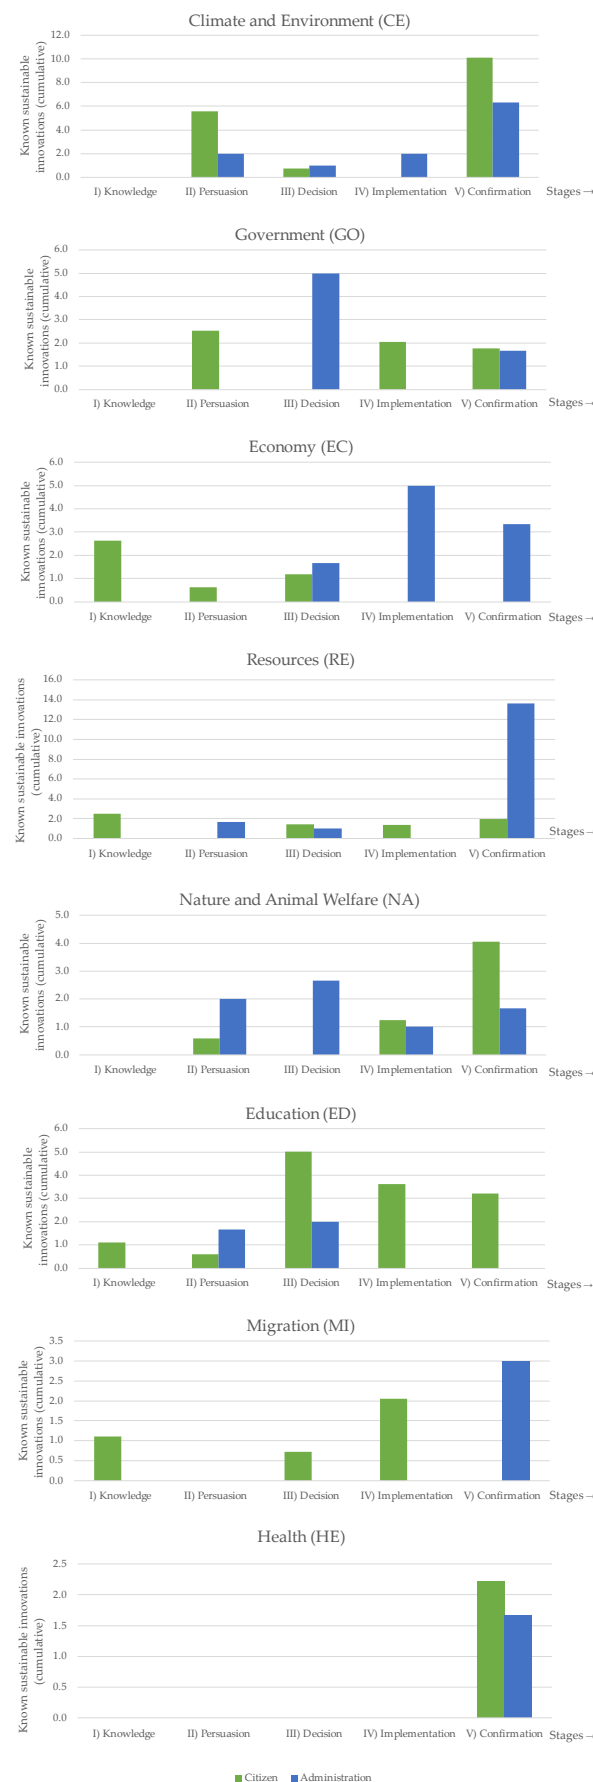 Climate and Environment (CE)
Known sustainable
innovations (cumulative)
12.0
10.0
8.0
6.0
4.0
2.0
0.0
I) Knowledge II) Persuasion III) Decision IV) Implementation V) Confirmation Stages →
Government (GO)
Known sustainable
innovations (cumulative)
6.0
5.0
4.0
3.0
2.0
1.0
0.0
I) Knowledge II) Persuasion III) Decision IV) Implementation V) Confirmation Stages →
Economy (EC)
Known sustainable
innovations (cumulative)
6.0
5.0
4.0
3.0
2.0
1.0
0.0
I) Knowledge II) Persuasion III) Decision IV) Implementation V) Confirmation Stages →
Resources (RE)
Known sustainable innovations
(cumulative)
16.0
14.0
12.0
10.0
8.0
6.0
4.0
2.0
0.0
I) Knowledge II) Persuasion III) Decision IV) Implementation V) Confirmation Stages →
Nature and Animal Welfare (NA)
Known sustainable
innovations (cumulative)
5.0
4.0
3.0
2.0
1.0
0.0
I) Knowledge II) Persuasion III) Decision IV) Implementation V) Confirmation Stages →
Education (ED)
Known sustainable
innovations (cumulative)
6.0
5.0
4.0
3.0
2.0
1.0
0.0
I) Knowledge II) Persuasion III) Decision IV) Implementation V) Confirmation Stages →
Migration (MI)
Known sustainable
innovations (cumulative)
3.5
3.0
2.5
2.0
1.5
1.0
0.5
0.0
I) Knowledge II) Persuasion III) Decision IV) Implementation V) Confirmation Stages →
Health (HE)
Known sustainable innovations
(cumulative)
2.5
2.0
1.5
1.0
0.5
0.0
I) Knowledge II) Persuasion III) Decision IV) Implementation V) Confirmation Stages →
Citizen Administration